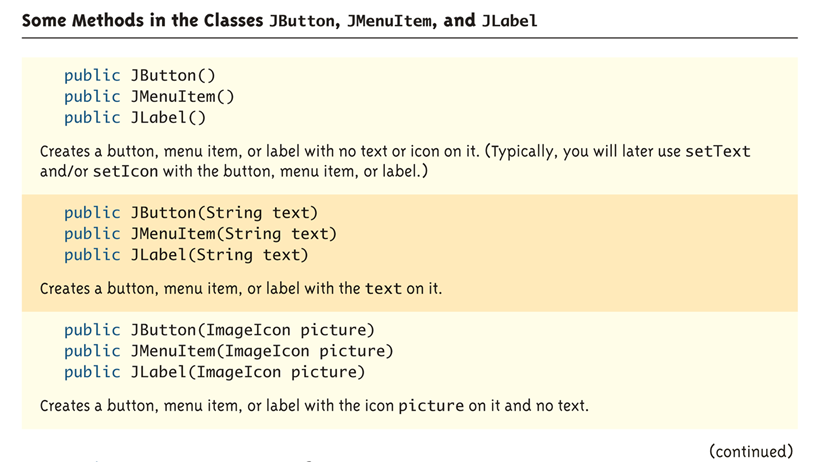 Some Methods in the Classes JButton, JMenuItem, and JLabel
public JButton()
public JMenuItem()
public JLabel()
Creates a button, menu item, or label with no text or icon on it. (Typically, you will later use setText
and/or setIcon with the button, menu item, or label.)
public JButton(String text)
public JMenuItem(String text)
public JLabel(String text)
Creates a button, menu item, or label with the text on it.
public JButton(ImageIcon picture)
public JMenuItem(ImageIcon picture)
public JLabel(ImageIcon picture)
Creates a button, menu item, or label with the icon picture on it and no text.
(continued)